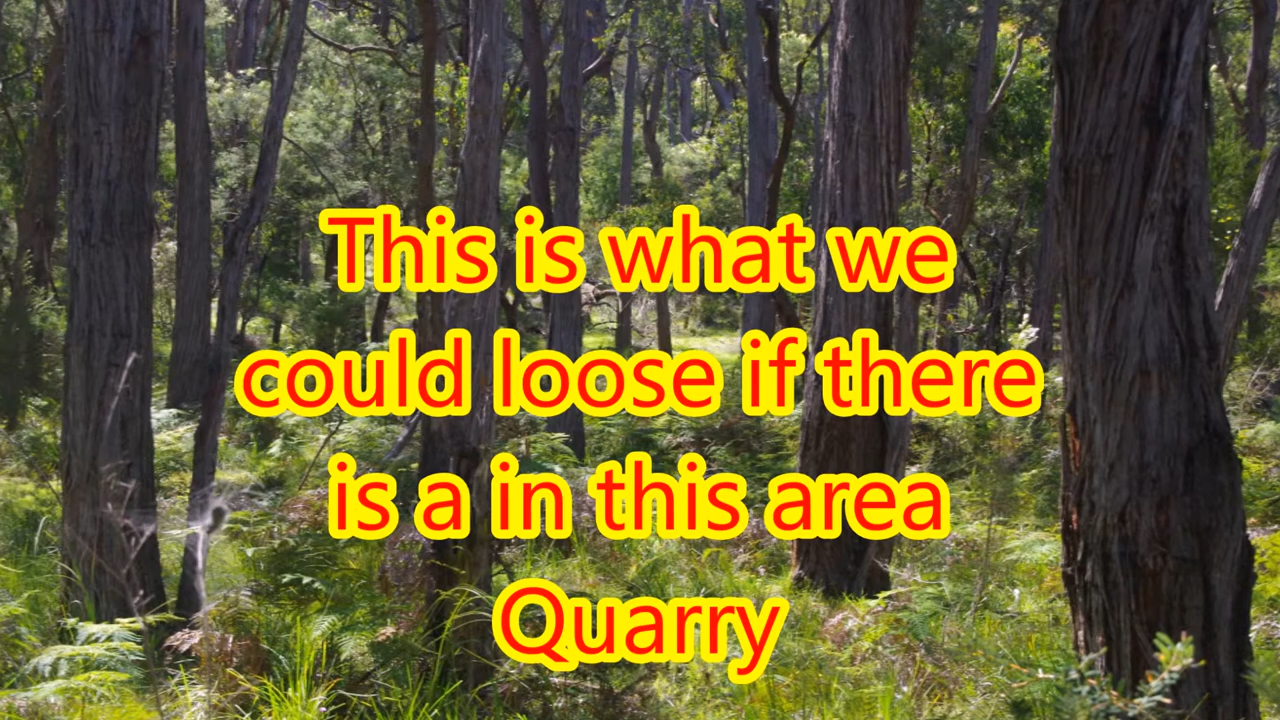 This is what we
could loose if there
is a in this area
Quarry